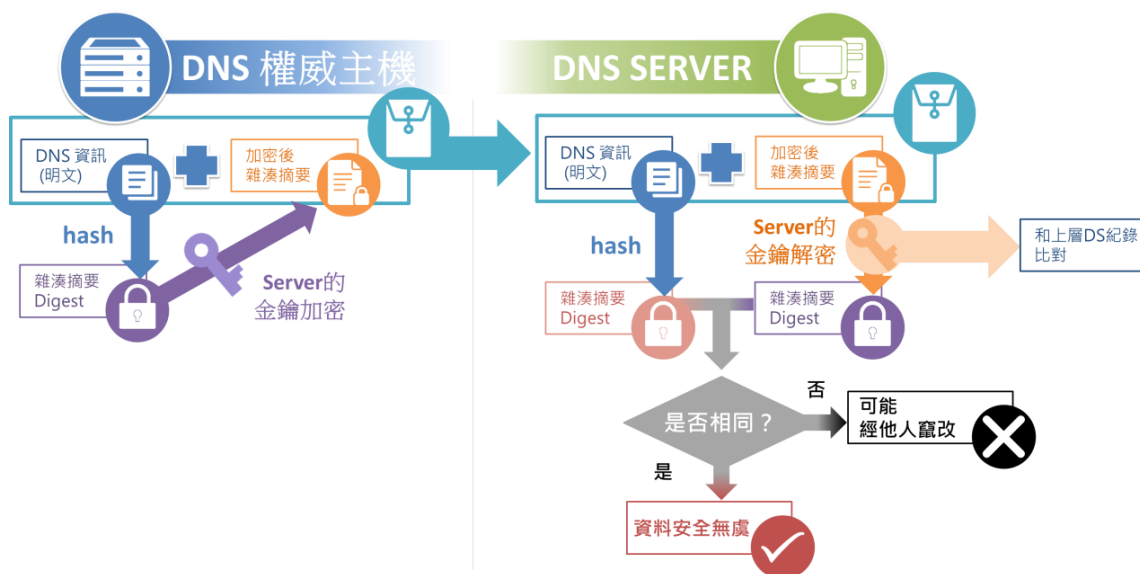 DNS 權威主機
DNS 資訊
(明文)
加密後
雜湊摘要
hash
雜湊摘要
Digest
Server的
金鑰加密
DNS SERVER
DNS 資訊
(明文)
加密後
雜湊摘要
hash
Server的
金鑰解密
和上層DS紀錄
比對
雜湊摘要
Digest
雜湊摘要
Digest
是否相同？
否
可能
經他人竄改
是
資料安全無虞